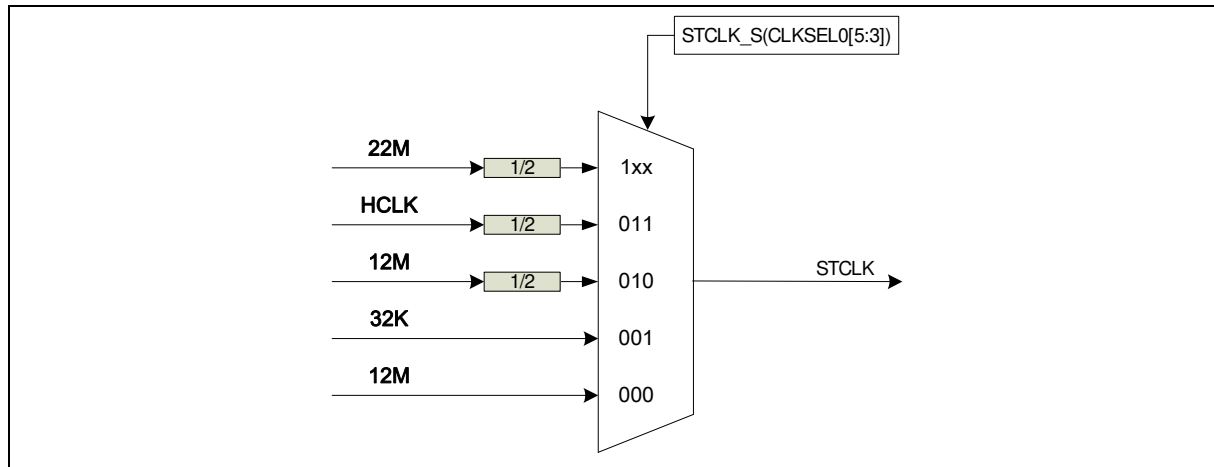 STCLK_S(CLKSEL0[5:3])
22M
1/2
1xx
HCLK
1/2
011
12M
1/2
010
STCLK
32K
001
12M
000